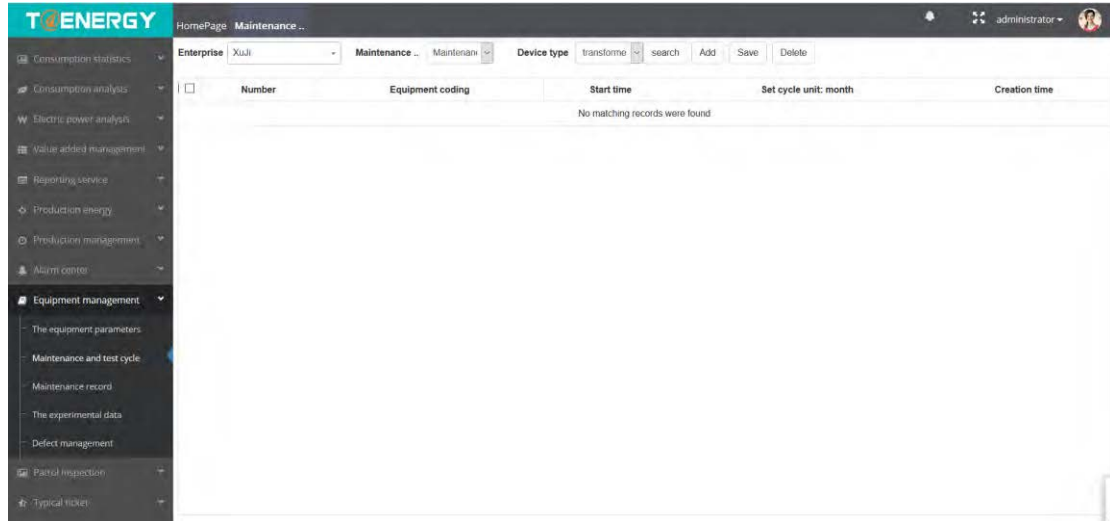 T@ENERGY
HomePage Maintenance .. administrator
Enterprise XuJi Maintenance .. Maintenanc Device type transforme search Add Save Delete
Number Equipment coding Start time Set cycle unit: month Creation time
No matching records were found
Consumption statistics
Consumption analysis
Electric power analysis
Value added management
Reporting service
Production energy
Production management
Alarm center
Equipment management
The equipment parameters
Maintenance and test cycle
Maintenance record
The experimental data
Defect management
Patrol inspection
Typical ticket